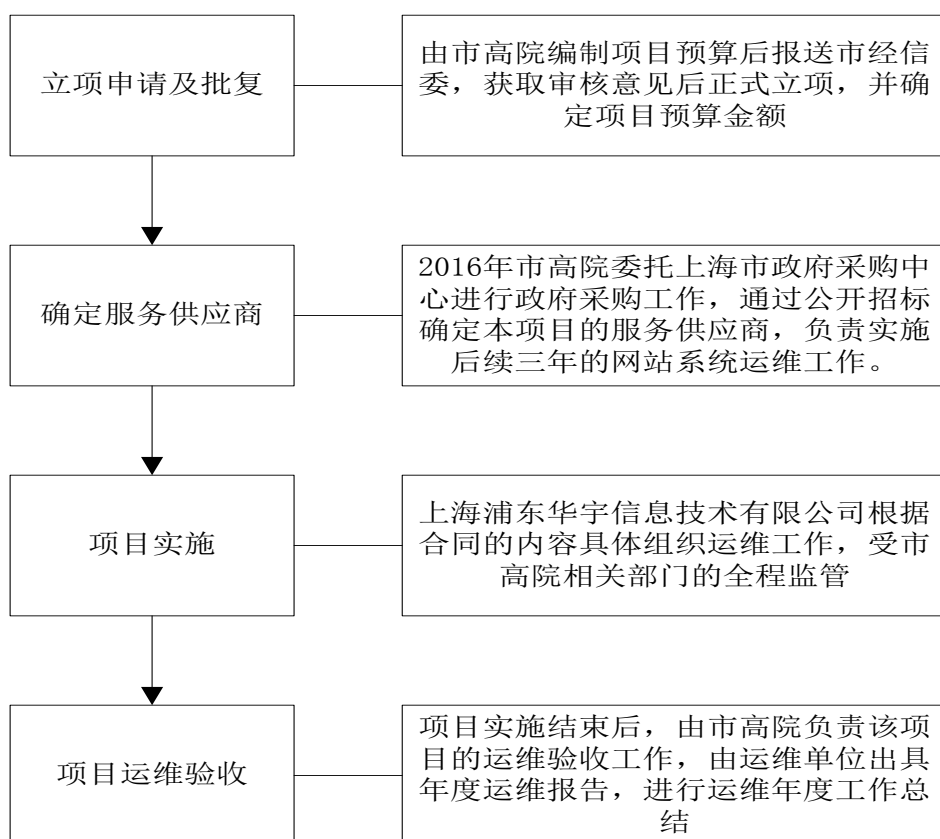 立项申请及批复
由市高院编制项目预算后报送市经信
委，获取审核意见后正式立项，并确
定项目预算金额
确定服务供应商
2016年市高院委托上海市政府采购中
心进行政府采购工作，通过公开招标
确定本项目的服务供应商，负责实施
后续三年的网站系统运维工作。
项目实施
上海浦东华宇信息技术有限公司根据
合同的内容具体组织运维工作，受市
高院相关部门的全程监管
项目运维验收
项目实施结束后，由市高院负责该项
目的运维验收工作，由运维单位出具
年度运维报告，进行运维年度工作总
结